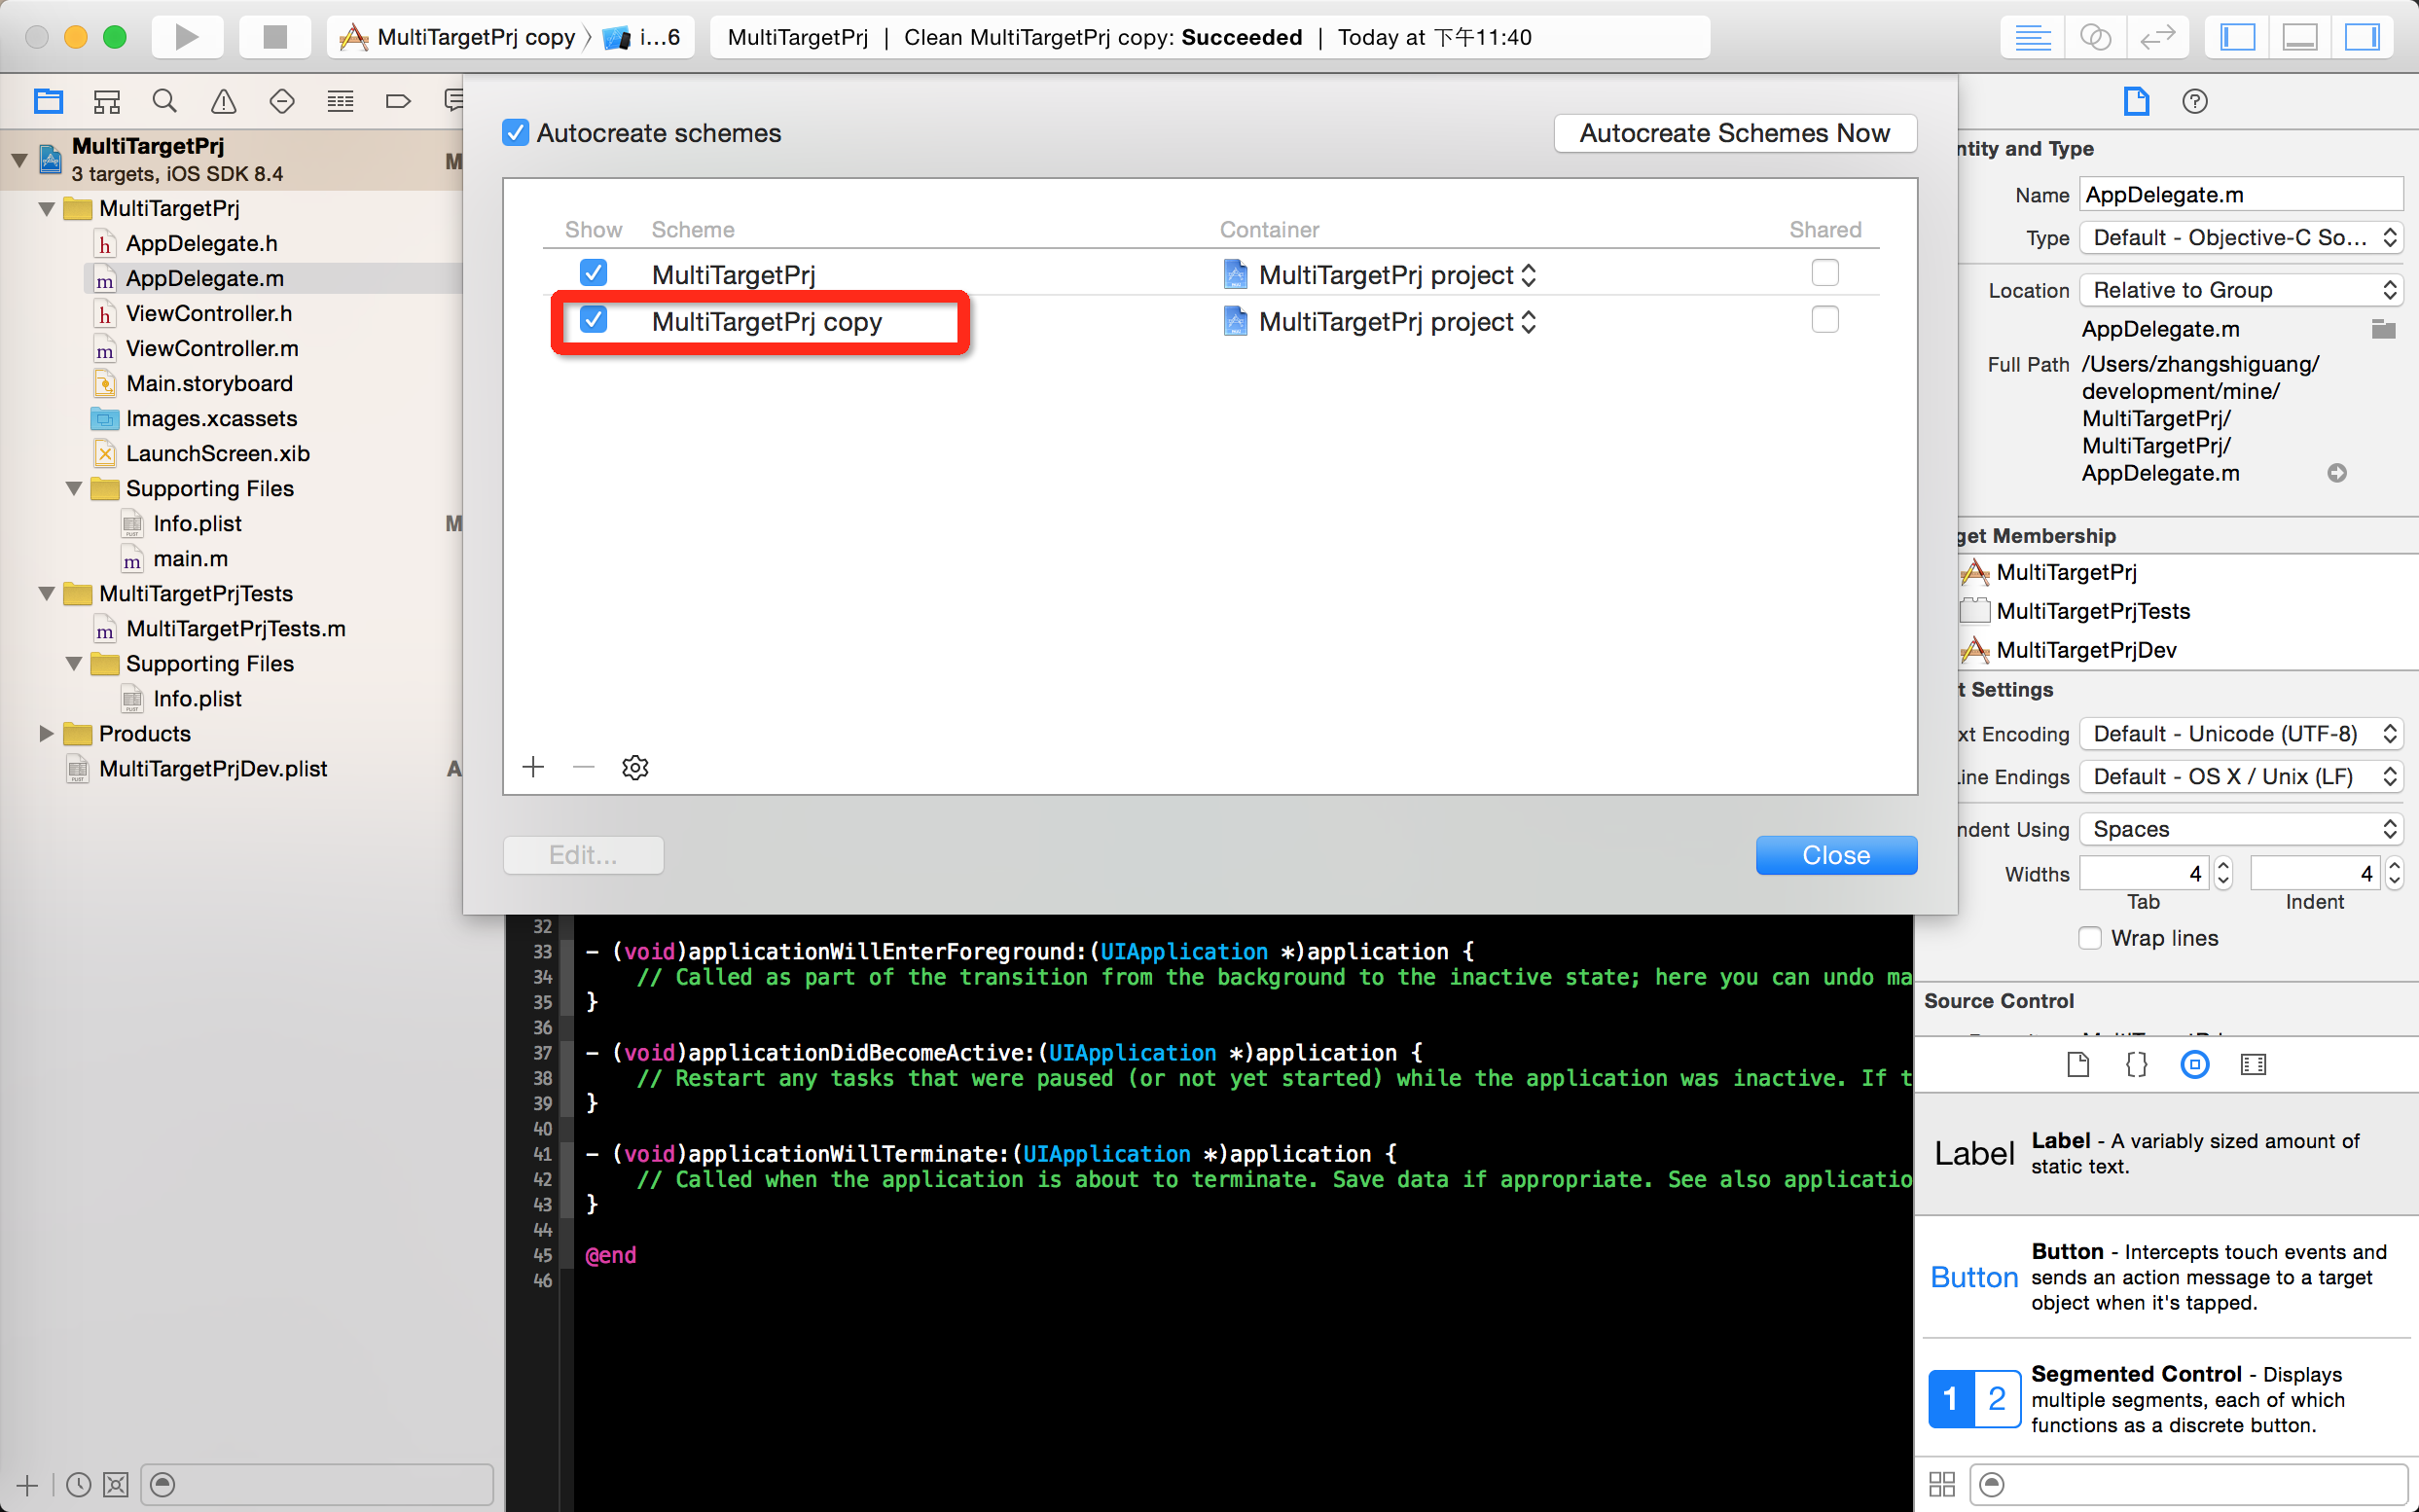 MultiTargetPrj copy
i...6
MultiTargetPrj | Clean MultiTargetPrj copy: Succeeded | Today at 下午11:40
MultiTargetPrj
3 targets, iOS SDK 8.4
M
MultiTargetPrj
h AppDelegate.h
m AppDelegate.m
h ViewController.h
m ViewController.m
Main.storyboard
Images.xcassets
LaunchScreen.xib
Supporting Files
Info.plist
M
m main.m
MultiTargetPrjTests
m MultiTargetPrjTests.m
Supporting Files
Info.plist
Products
MultiTargetPrjDev.plist
A
Autocreate schemes
Autocreate Schemes Now
Show Scheme Container Shared
MultiTargetPrj MultiTargetPrj project
MultiTargetPrj copy MultiTargetPrj project
Edit...
Close
32
33 - (void)applicationWillEnterForeground:(UIApplication *)application {
34 // Called as part of the transition from the background to the inactive state; here you can undo ma
35 }
36
37 - (void)applicationDidBecomeActive:(UIApplication *)application {
38 // Restart any tasks that were paused (or not yet started) while the application was inactive. If t
39 }
40
41 - (void)applicationWillTerminate:(UIApplication *)application {
42 // Called when the application is about to terminate. Save data if appropriate. See also applicatio
43 }
44
45 @end
46
ntity and Type
Name AppDelegate.m
Type Default - Objective-C So...
Location Relative to Group
AppDelegate.m
Full Path /Users/zhangshiguang/
development/mine/
MultiTargetPrj/
MultiTargetPrj/
AppDelegate.m
get Membership
MultiTargetPrj
MultiTargetPrjTests
MultiTargetPrjDev
t Settings
xt Encoding Default - Unicode (UTF-8)
ine Endings Default - OS X / Unix (LF)
ndent Using Spaces
Widths 4 4
Tab Indent
Wrap lines
Source Control
Label Label - A variably sized amount of
static text.
Button Button - Intercepts touch events and
sends an action message to a target
object when it's tapped.
1 2 Segmented Control - Displays
multiple segments, each of which
functions as a discrete button.